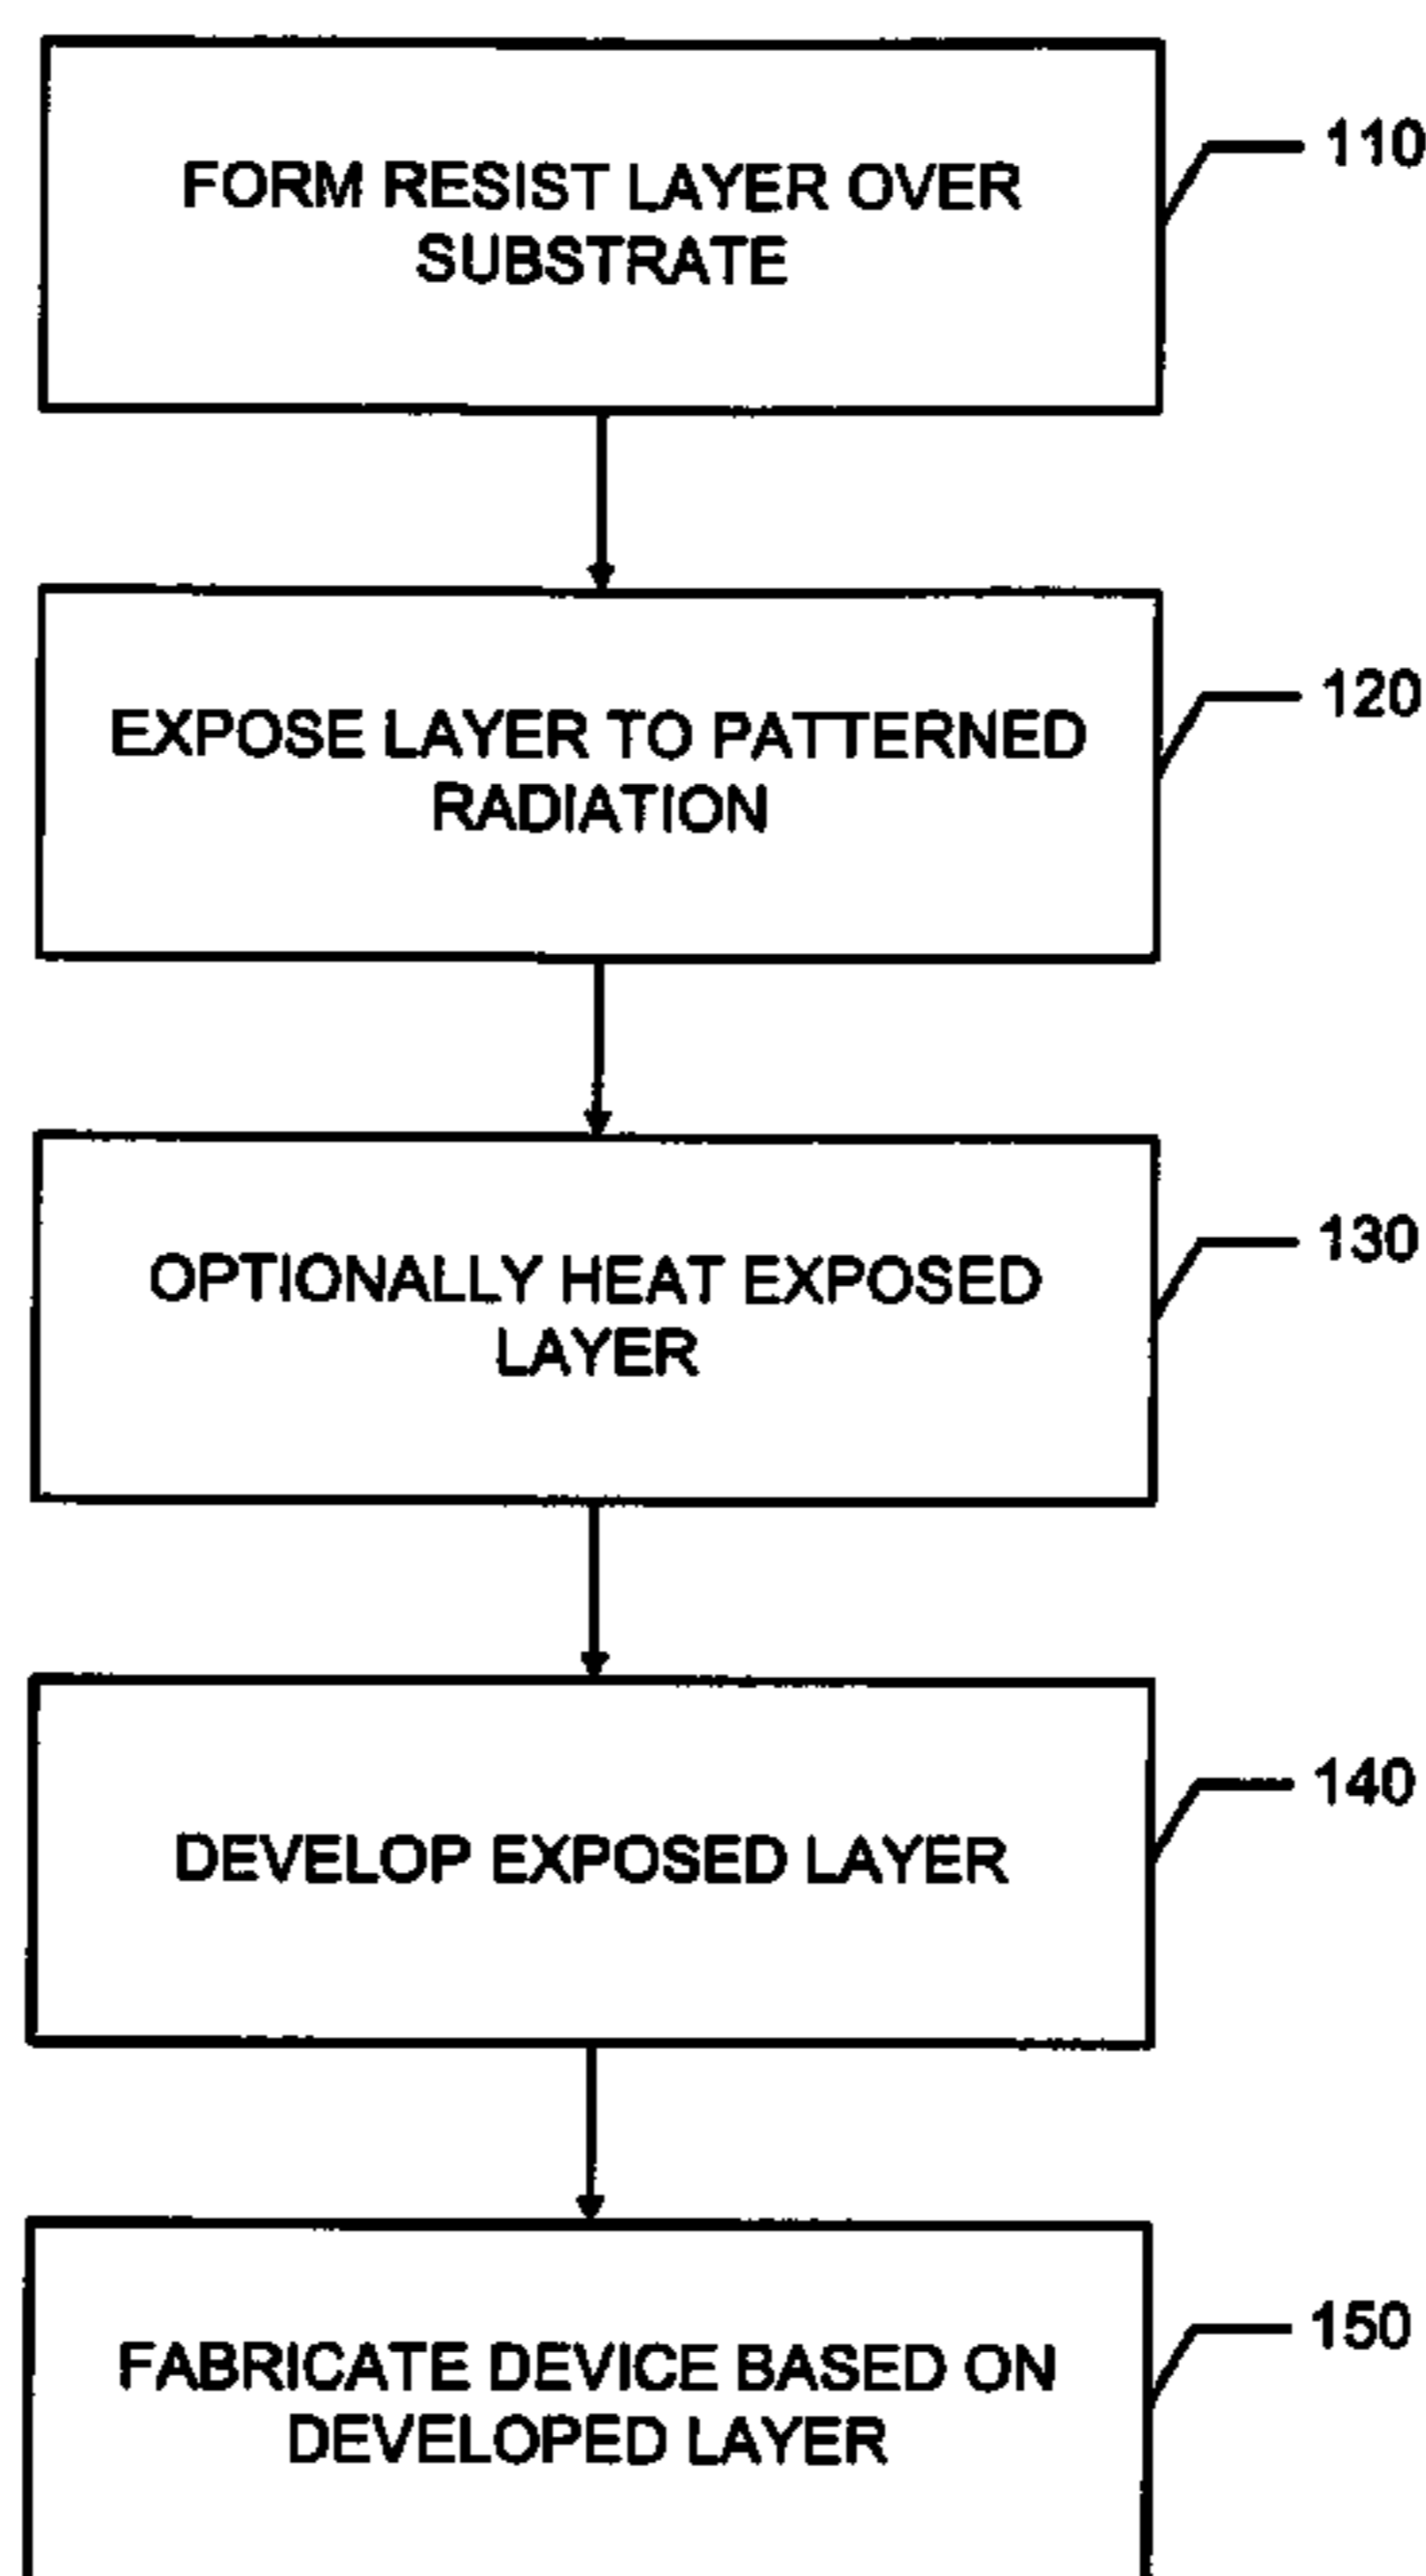 FORM RESIST LAYER OVER
SUBSTRATE
110
EXPOSE LAYER TO PATTERNED
RADIATION
120
OPTIONALLY HEAT EXPOSED
LAYER
130
DEVELOP EXPOSED LAYER
140
FABRICATE DEVICE BASED ON
DEVELOPED LAYER
150